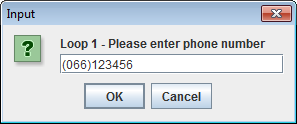 Input
Loop 1 - Please enter phone number
(066)123456
OK Cancel